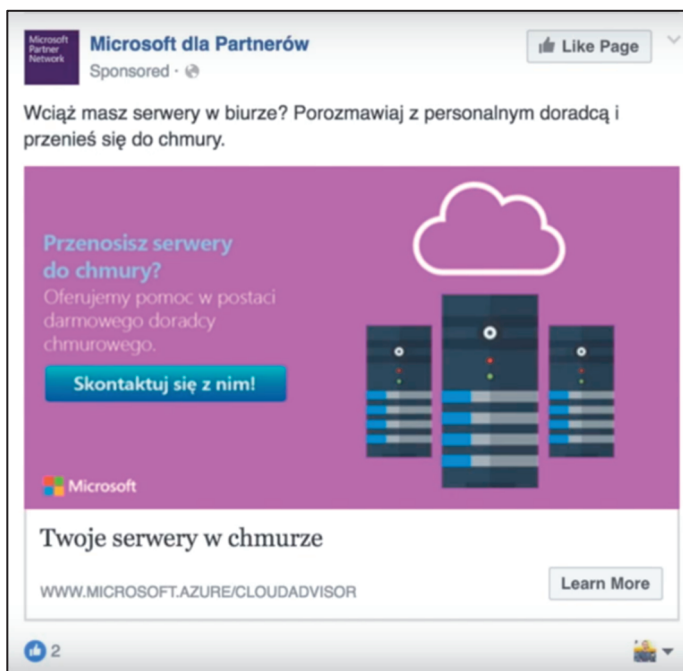 Microsoft
Partner
Network
Microsoft dla Partnerów
Sponsored ·
Like Page
Wciąż masz serwery w biurze? Porozmawiaj z personalnym doradcą i
przenieś się do chmury.
Przenosisz serwery
do chmury?
Oferujemy pomoc w postaci
darmowego doradcy
chmurowego.
Skontaktuj się z nim!
Microsoft
Twoje serwery w chmurze
WWW.MICROSOFT.AZURE/CLOUDADVISOR
Learn More
2